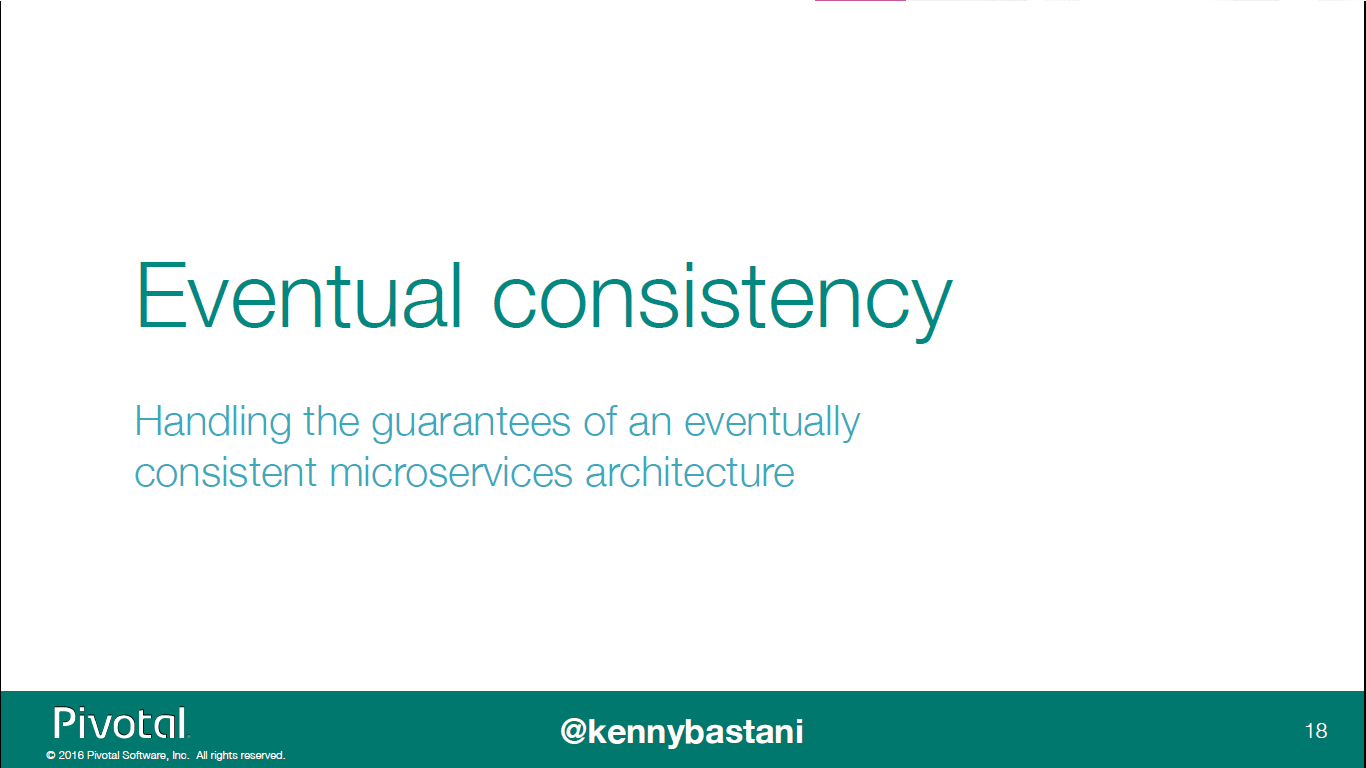 Eventual consistency
Handling the guarantees of an eventually
consistent microservices architecture
Pivotal
© 2016 Pivotal Software, Inc. All rights reserved.
@kennybastani
18